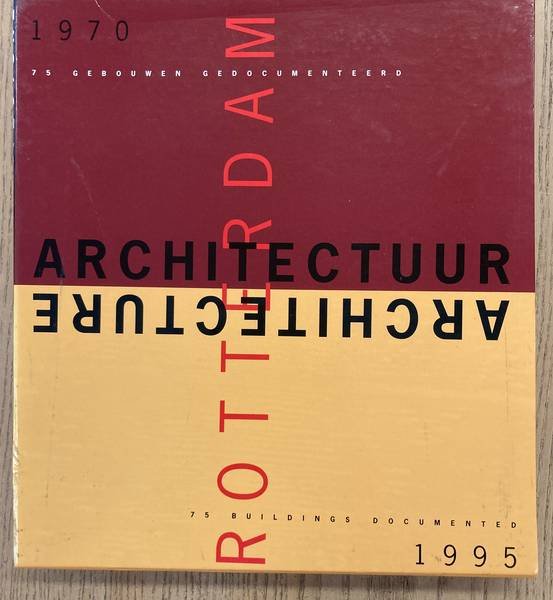 1970
75 GEBOUWEN GEDOCUMENTEERD
ROTTERDAM
ARCHITECTUUR
ARCHITECTURE
75 BUILDINGS DOCUMENTED
1995